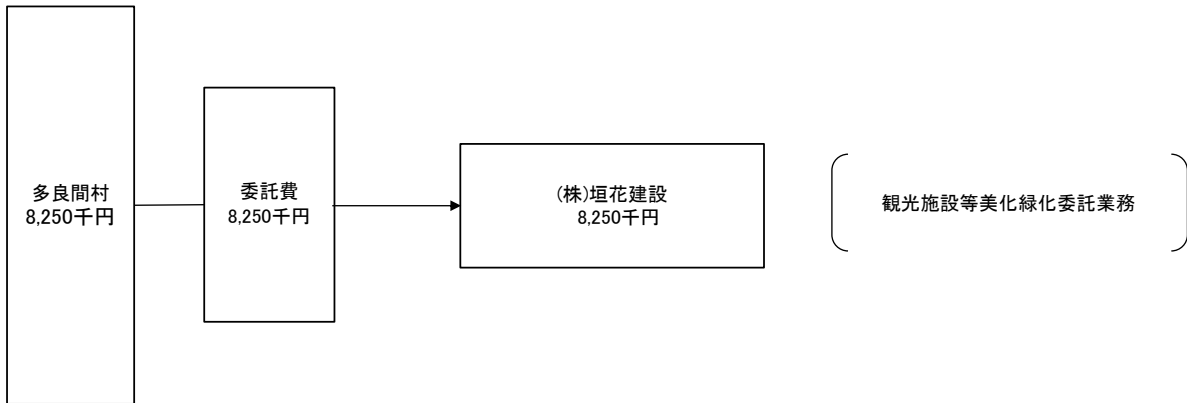 多良間村
8,250千円
委託費
8,250千円
(株)垣花建設
8,250千円
観光施設等美化緑化委託業務